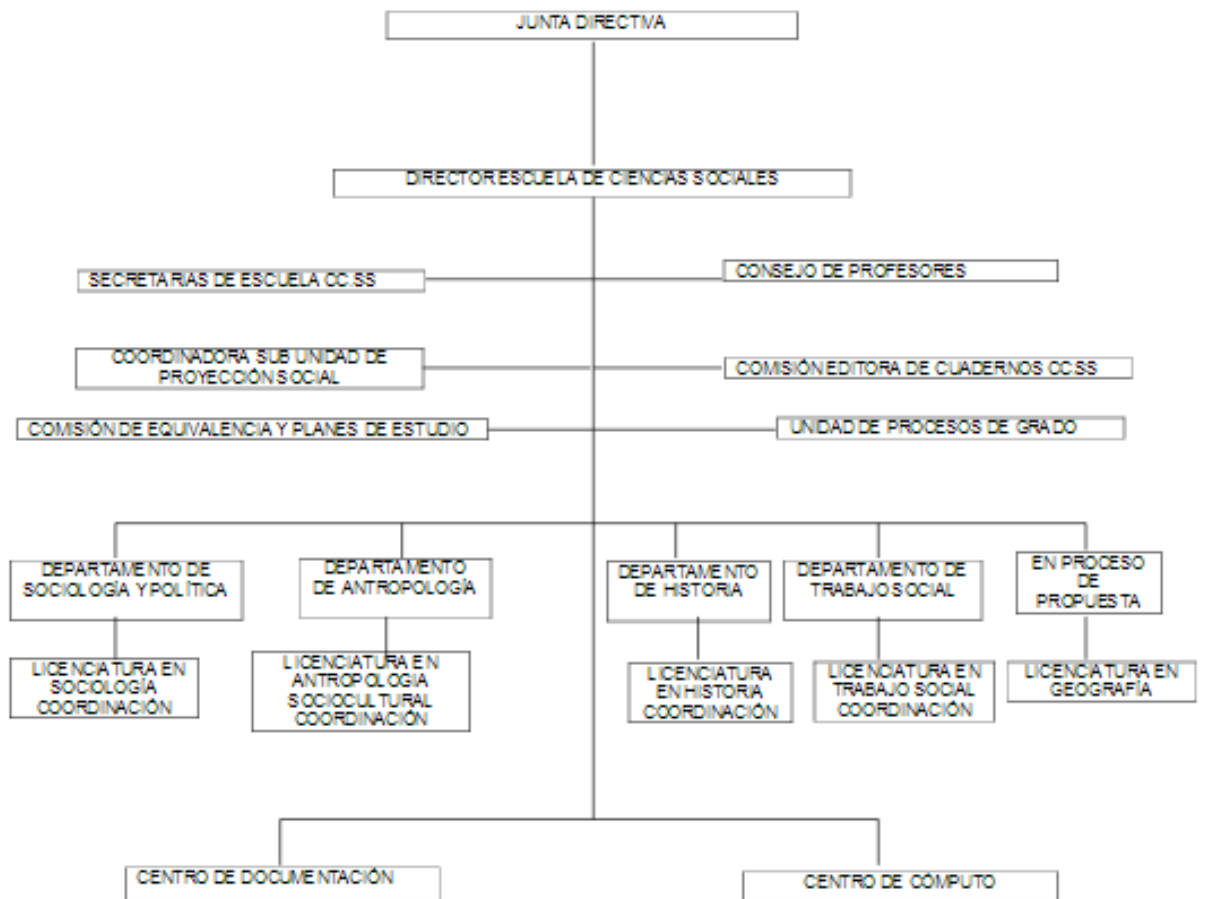 JUNTA DIRECTIVA
DIRECTOR ESCUELA DE CIENCIAS SOCIALES
SECRETARIAS DE ESCUELA CC.SS
CONSEJO DE PROFESORES
COORDINADORA SUB UNIDAD DE
PROYECCIÓN SOCIAL
COMISIÓN EDITORA DE CUADERNOS CC.SS
COMISIÓN DE EQUIVALENCIA Y PLANES DE ESTUDIO
UNIDAD DE PROCESOS DE GRADO
DEPARTAMENTO DE
SOCIOLOGÍA Y POLÍTICA
DEPARTAMENTO
DE ANTROPOLOGÍA
DEPARTAMENTO
DE HISTORIA
DEPARTAMENTO DE
TRABAJO SOCIAL
EN PROCESO
DE
PROPUESTA
LICENCIATURA EN
SOCIOLOGÍA
COORDINACIÓN
LICENCIATURA EN
ANTROPOLOGIA
SOCIOCULTURAL
COORDINACIÓN
LICENCIATURA
EN HISTORIA
COORDINACIÓN
LICENCIATURA EN
TRABAJO SOCIAL
COORDINACIÓN
LICENCIATURA EN
GEOGRAFÍA
CENTRO DE DOCUMENTACIÓN
CENTRO DE CÓMPUTO